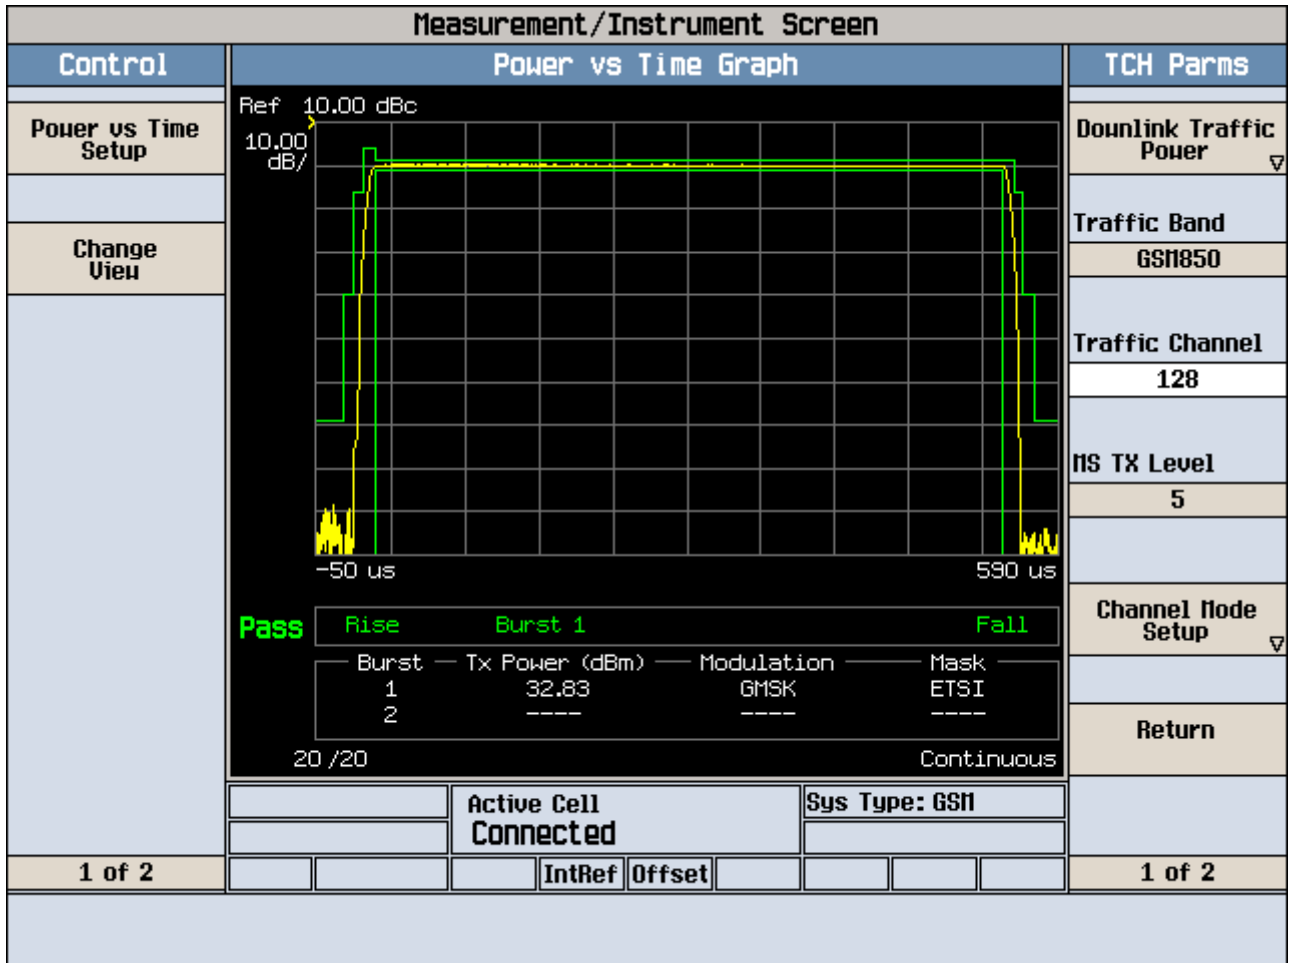 Measurement/Instrument Screen
Control
Power vs Time
Setup
Change
View
1 of 2
Power vs Time Graph
Ref 10.00 dBc
10.00
dB/
-50 us
590 us
Pass
Rise
Burst 1
Fall
Burst Tx Power (dBm) Modulation Mask
1 32.83 GMSK ETSI
2 ---- ---- ----
20 /20
Continuous
Active Cell
Connected
Sys Type: GSM
IntRef
Offset
TCH Parms
Downlink Traffic
Power
Traffic Band
GSM850
Traffic Channel
128
MS TX Level
5
Channel Mode
Setup
Return
1 of 2